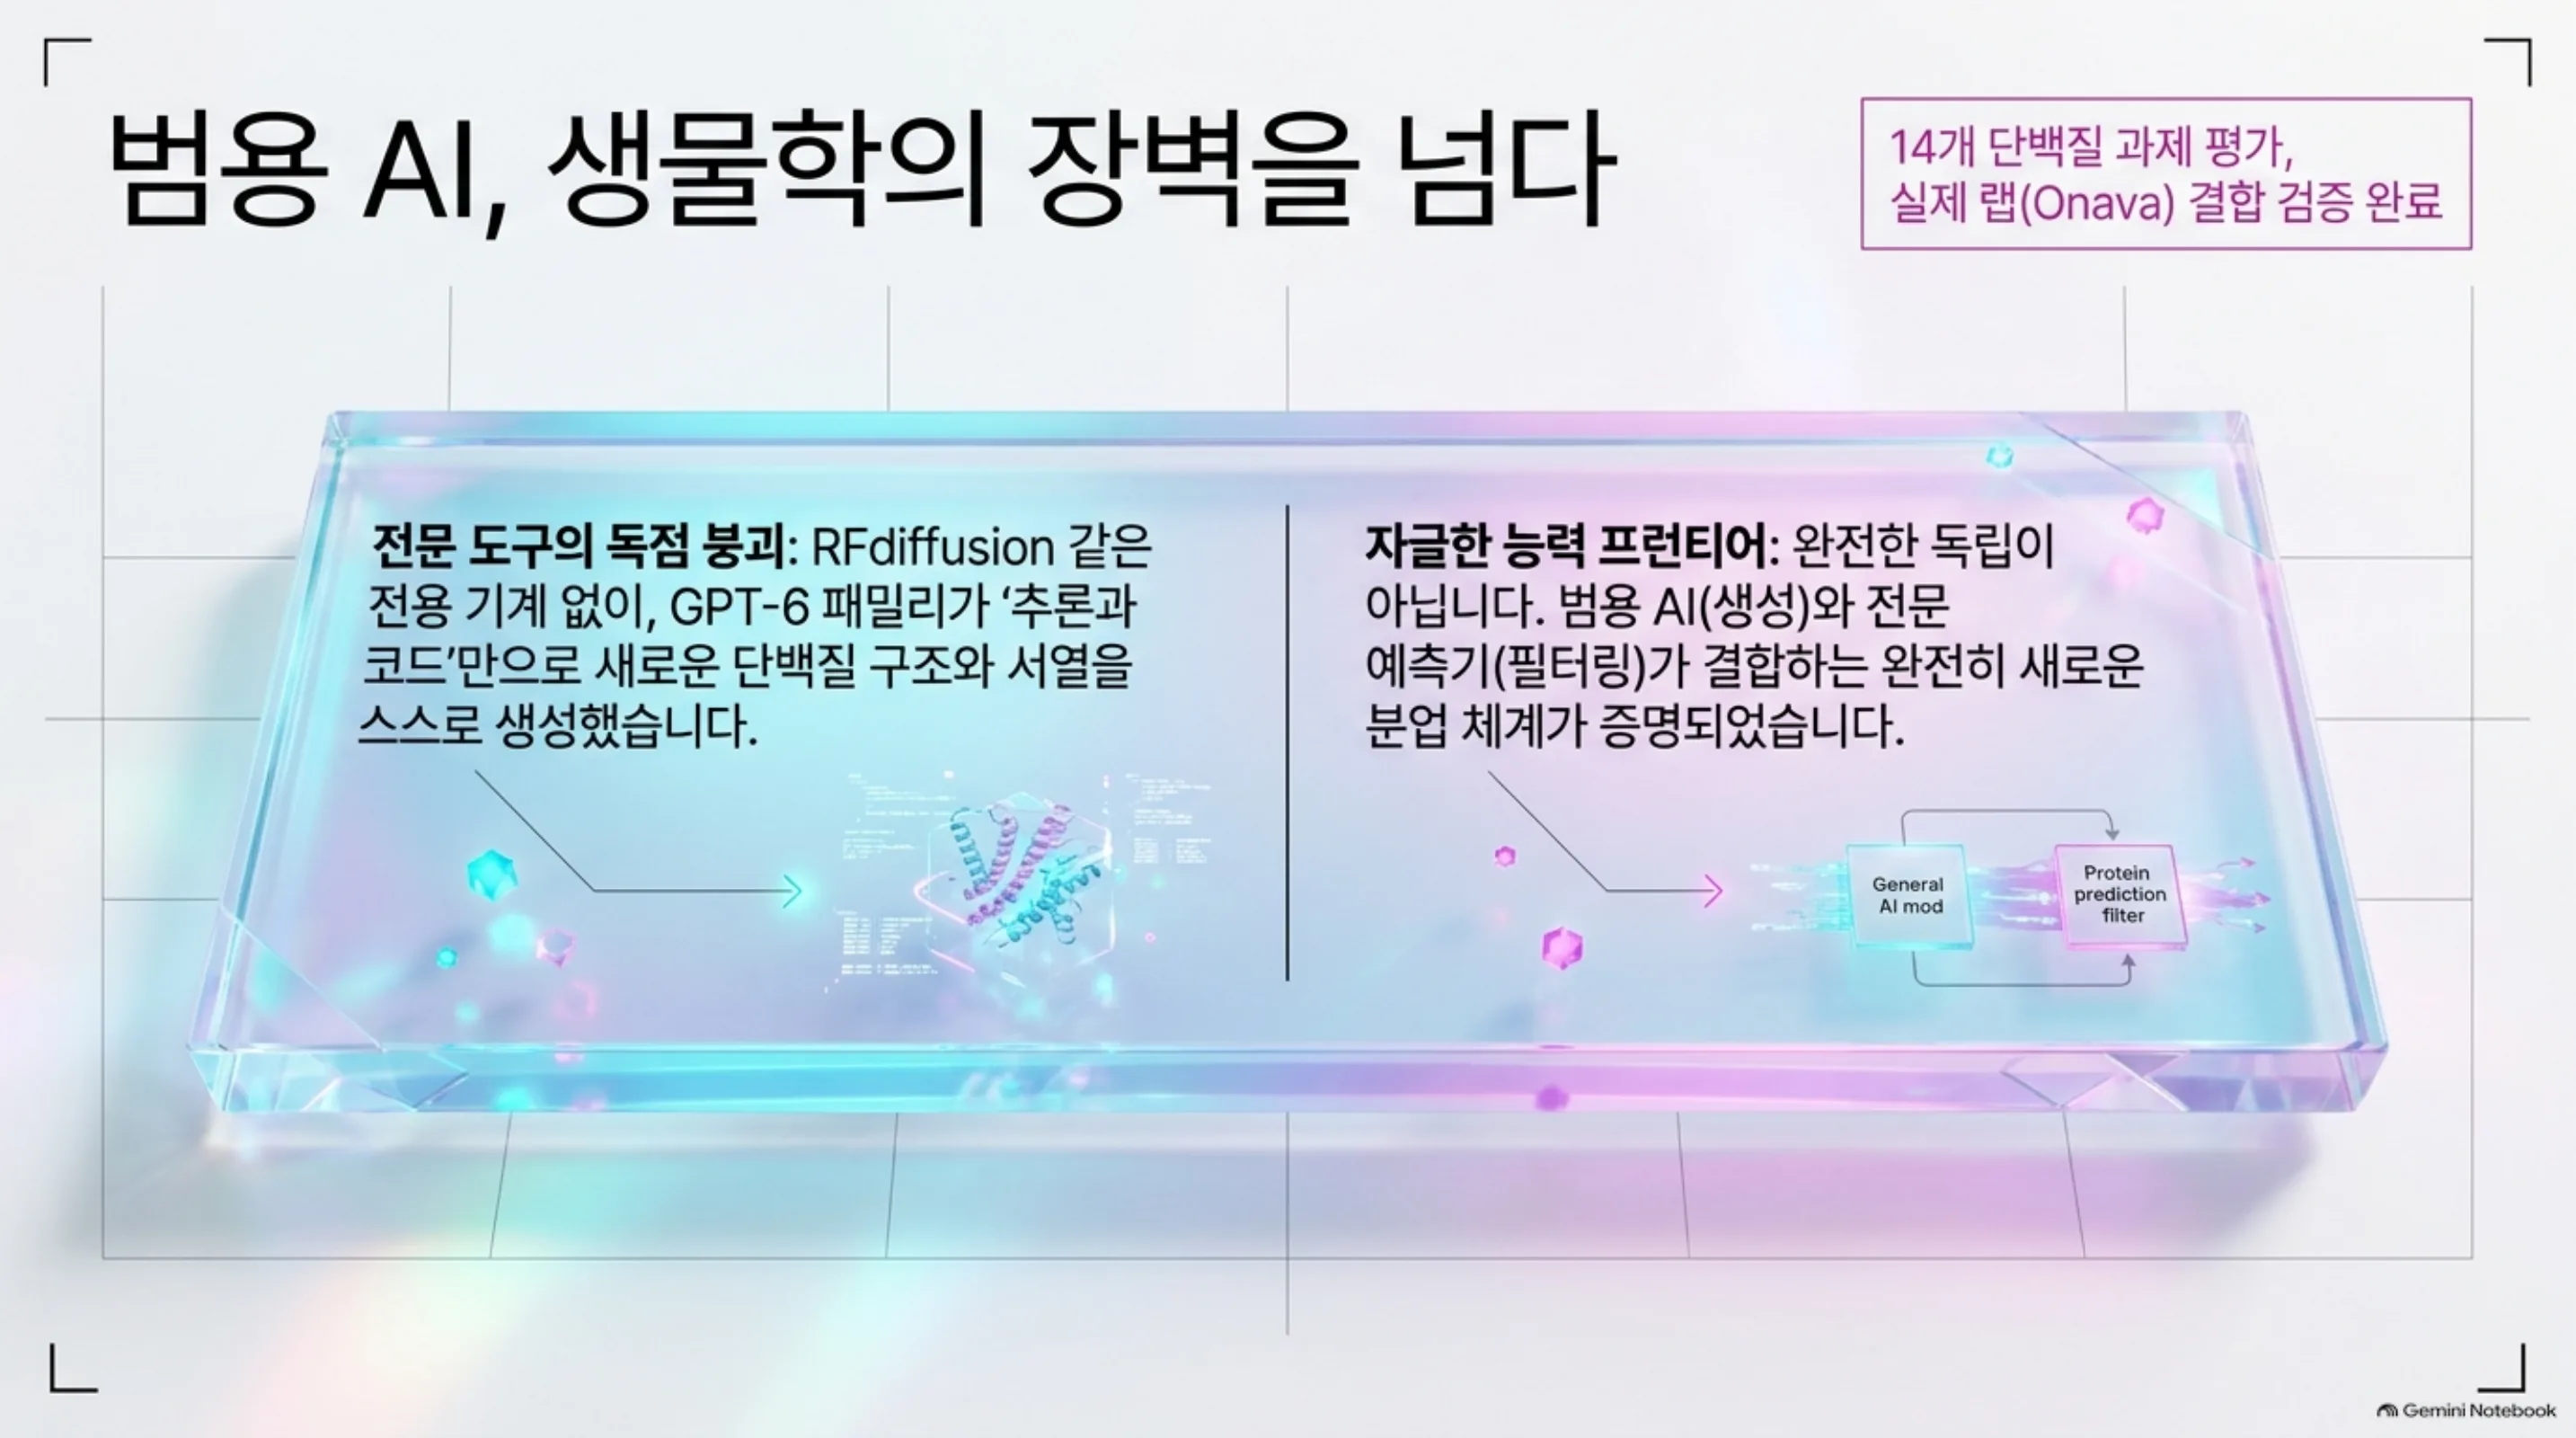 범용 AI, 생물학의 장벽을 넘다
14개 단백질 과제 평가,
실제 랩(Onava) 결합 검증 완료
전문 도구의 독점 붕괴: RFdiffusion 같은
전용 기계 없이, GPT-6 패밀리가 ‘추론과
코드’만으로 새로운 단백질 구조와 서열을
스스로 생성했습니다.
자글한 능력 프런티어: 완전한 독립이
아닙니다. 범용 AI(생성)와 전문
예측기(필터링)가 결합하는 완전히 새로운
분업 체계가 증명되었습니다.
General
AI mod
Protein
prediction
filter
Gemini Notebook